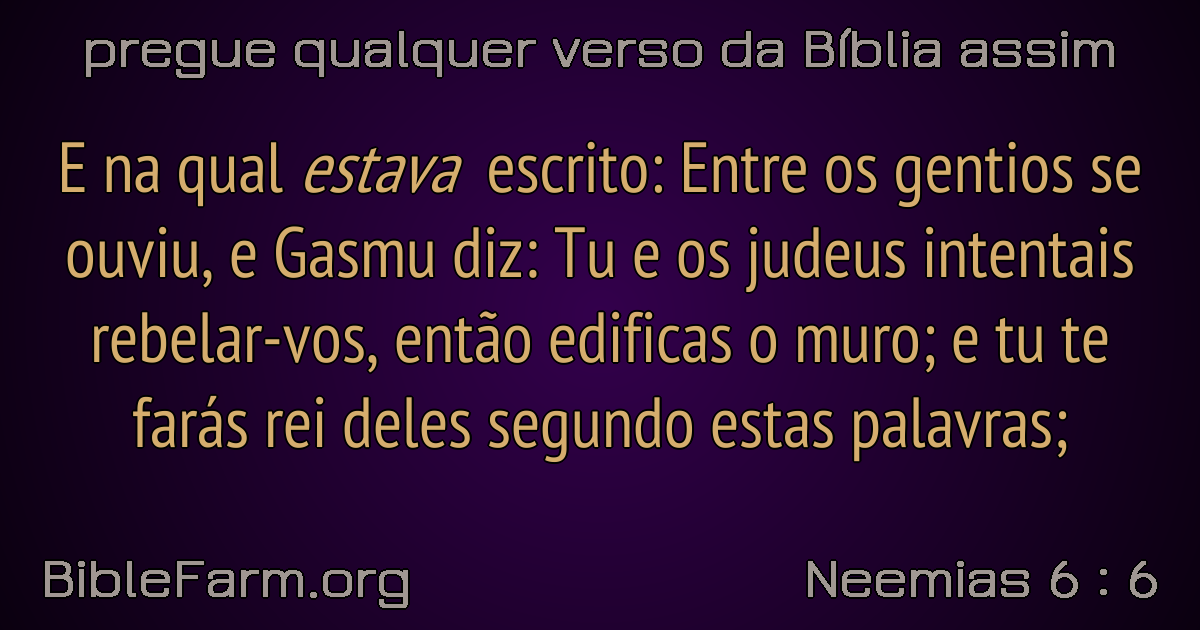 pregue qualquer verso da Bíblia assim
E na qual estava escrito: Entre os gentios se
ouviu, e Gasmu diz: Tu e os judeus intentais
rebelar-vos, então edificas o muro; e tu te
farás rei deles segundo estas palavras;
BibleFarm.org
Neemias 6 : 6